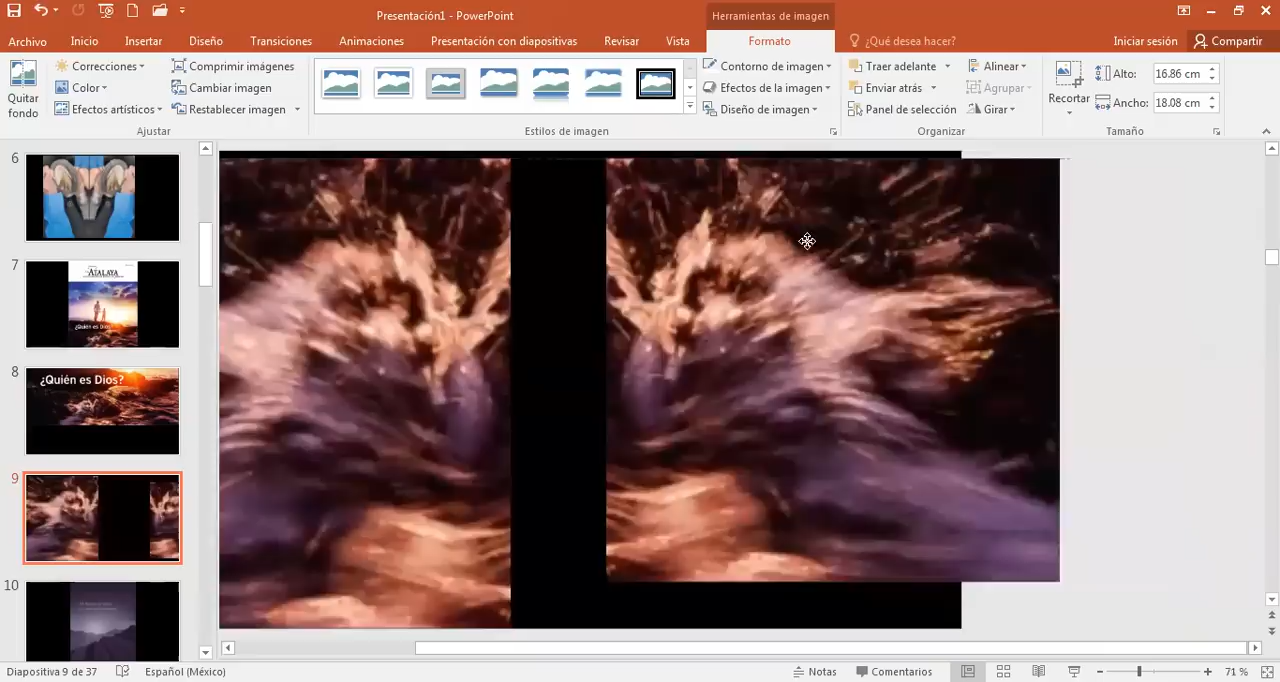 Presentación1 - PowerPoint
Herramientas de imagen
Archivo
Inicio
Insertar
Diseño
Transiciones
Animaciones
Presentación con diapositivas
Revisar
Vista
Formato
¿Qué desea hacer?
Iniciar sesión
Compartir
Quitar
fondo
Correcciones
Color
Efectos artísticos
Comprimir imágenes
Cambiar imagen
Restablecer imagen
Ajustar
Estilos de imagen
Contorno de imagen
Efectos de la imagen
Diseño de imagen
Traer adelante
Enviar atrás
Panel de selección
Alinear
Agrupar
Girar
Organizar
Recortar
Alto:
16.86 cm
Ancho:
18.08 cm
Tamaño
6
7
ATALAYA
¿Quién es Dios?
8
¿Quién es Dios?
9
10
Diapositiva 9 de 37
Español (México)
Notas
Comentarios
71 %